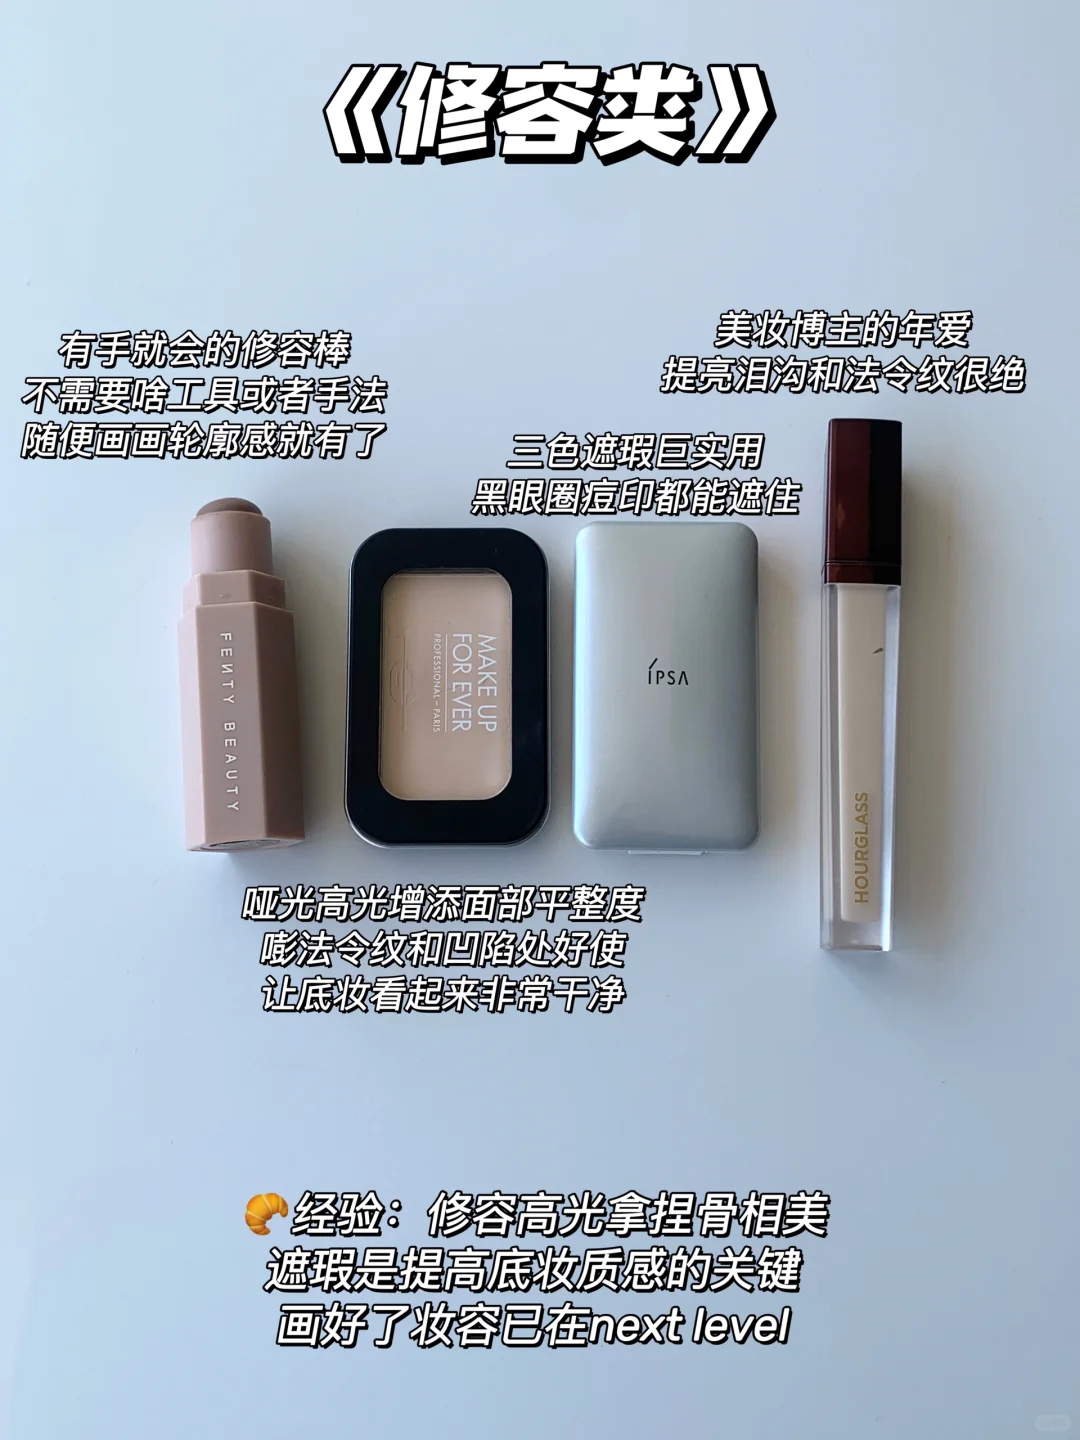 《修容类》
有手就会的修容棒
不需要啥工具或者手法
随便画画轮廓感就有了
美妆博主的年爱
提亮泪沟和法令纹很绝
三色遮瑕巨实用
黑眼圈痘印都能遮住
FENTY BEAUTY
MAKE UP
FOR EVER
PROFESSIONAL – PARIS
IPSA
HOURGLASS
哑光高光增添面部平整度
嘭法令纹和凹陷处好使
让底妆看起来非常干净
🥐经验：修容高光拿捏骨相美
遮瑕是提高底妆质感的关键
画好了妆容已在next level